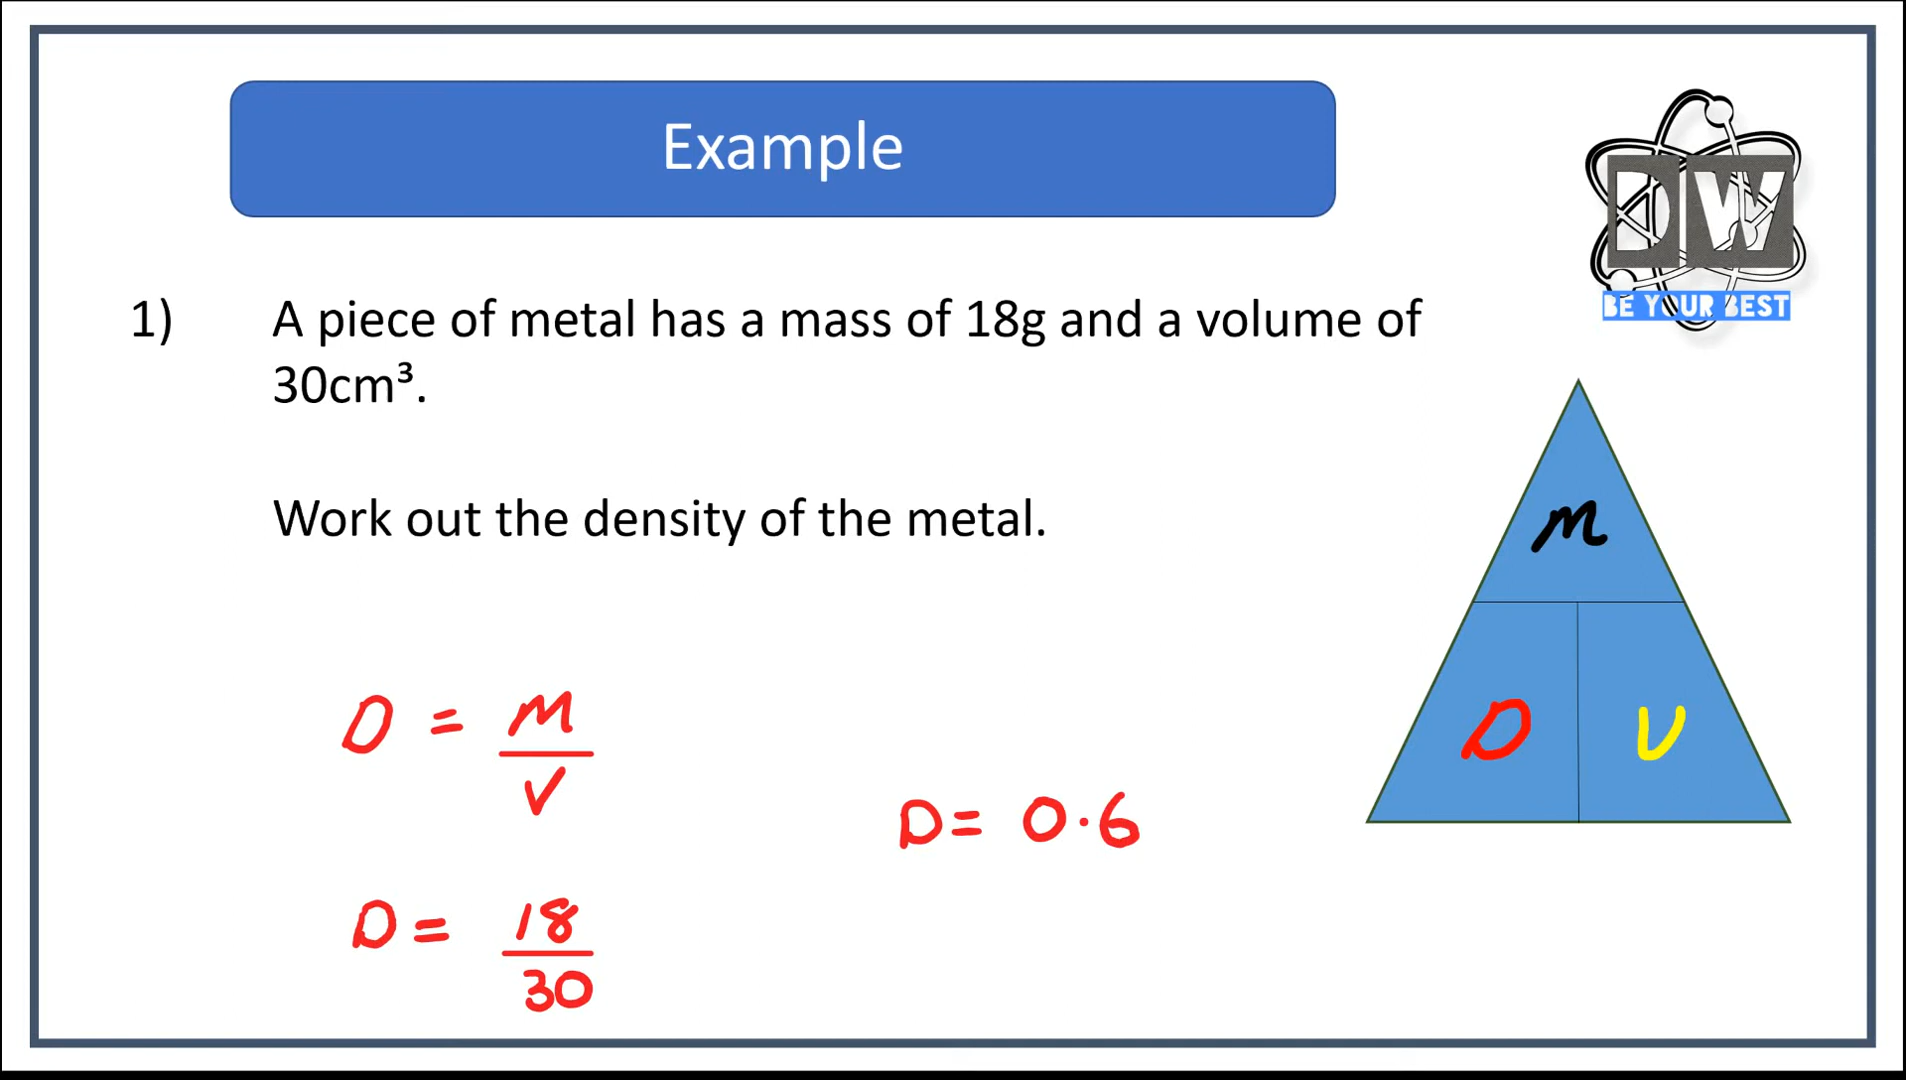 Example
DW
BE YOUR BEST
1) A piece of metal has a mass of 18g and a volume of
30cm³.
Work out the density of the metal.
M
D V
D = M
V
D = 0.6
D = 18
30